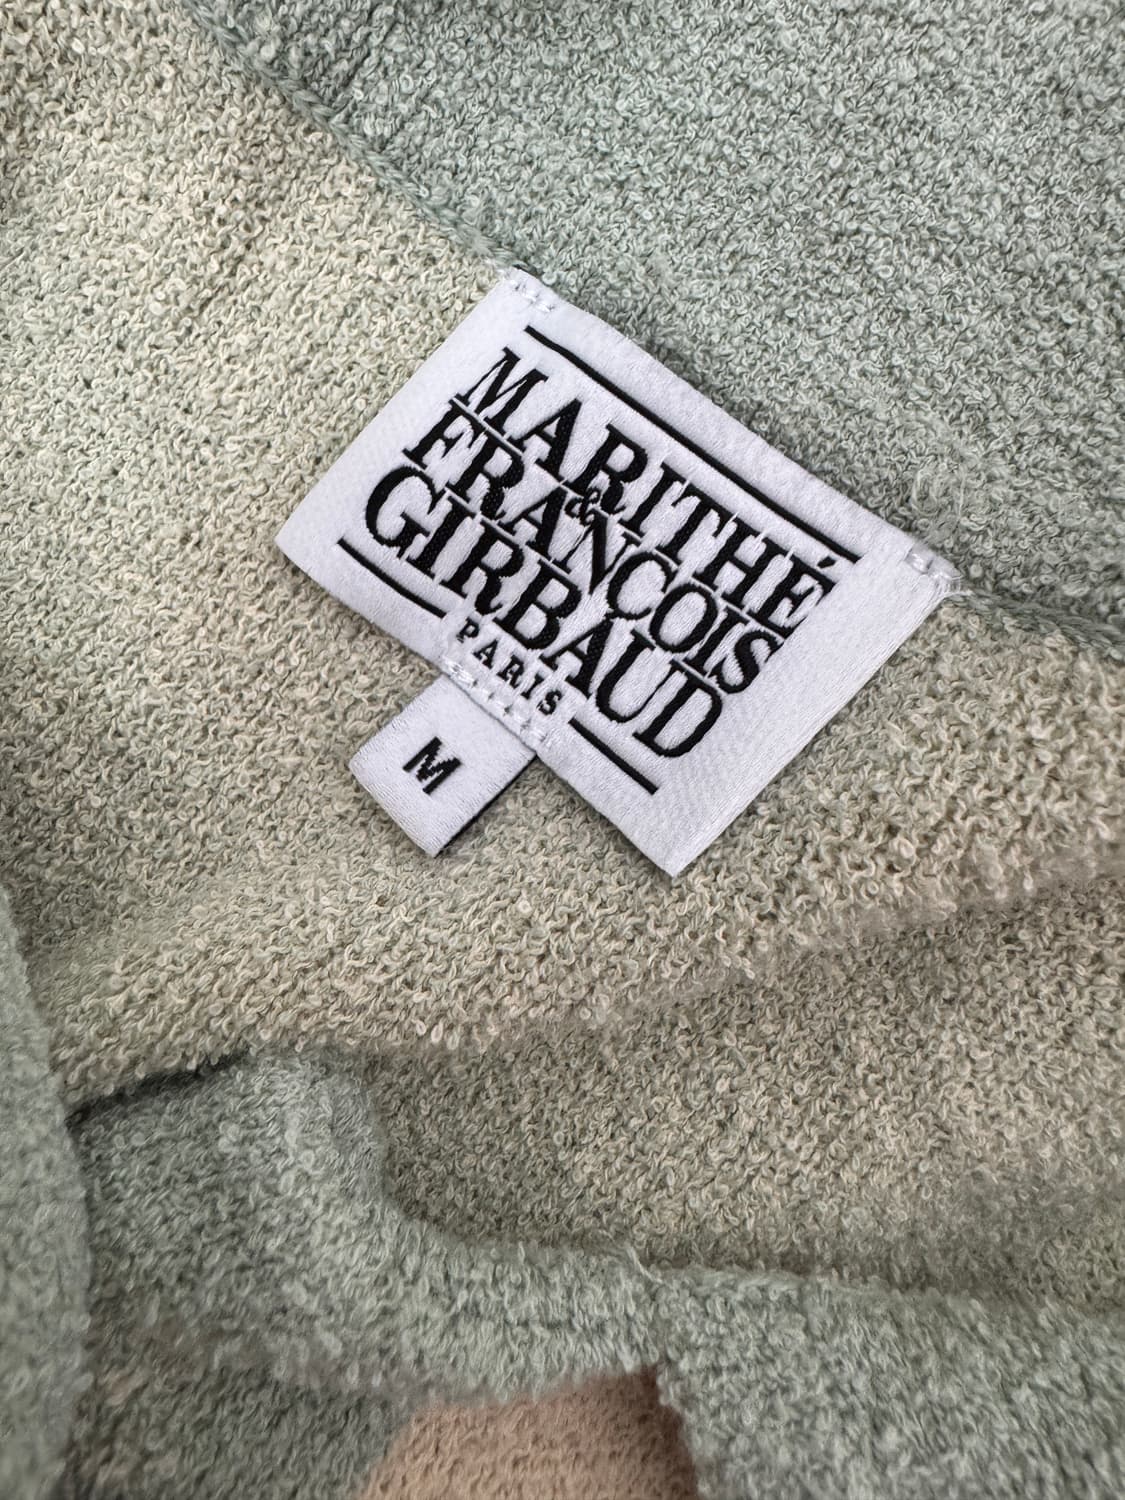 MARITHÉ
&
FRANÇOIS
GIRBAUD
PARIS
M